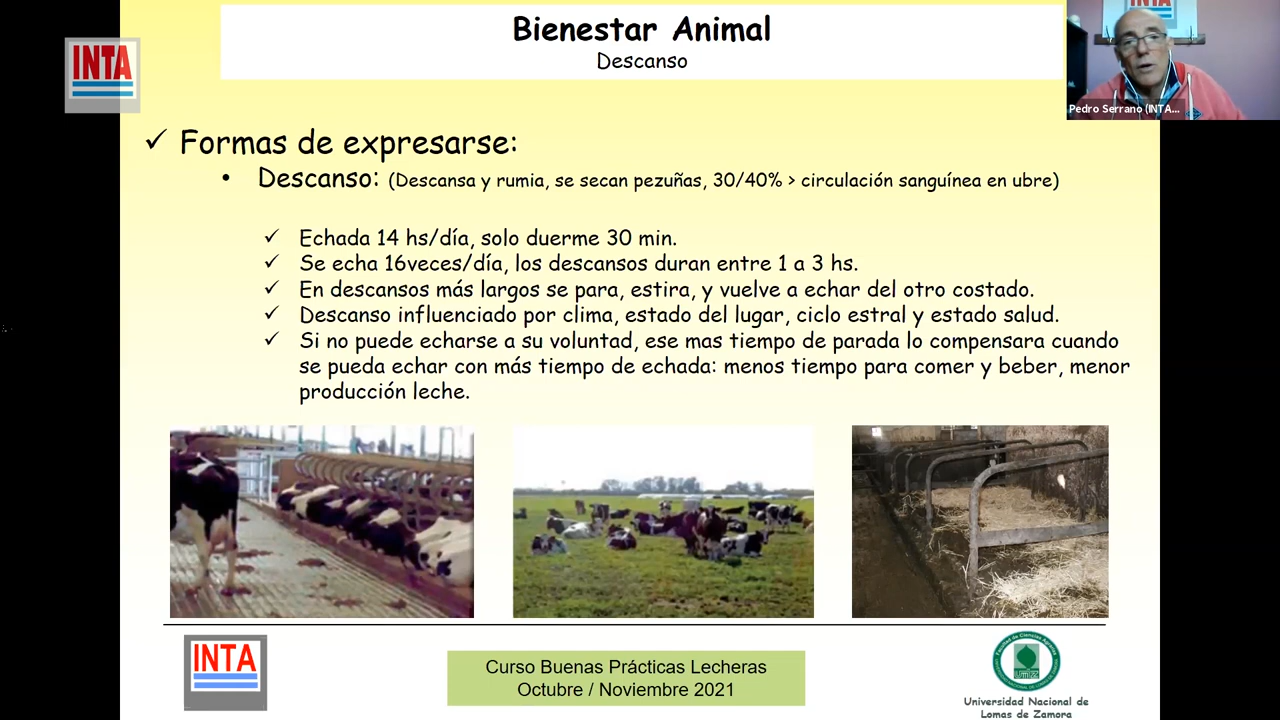 Bienestar Animal
Descanso
INTA
INTA
Pedro Serrano (INTA...
✓ Formas de expresarse:
• Descanso: (Descansa y rumia, se secan pezuñas, 30/40% > circulación sanguínea en ubre)
✓ Echada 14 hs/día, solo duerme 30 min.
✓ Se echa 16veces/día, los descansos duran entre 1 a 3 hs.
✓ En descansos más largos se para, estira, y vuelve a echar del otro costado.
✓ Descanso influenciado por clima, estado del lugar, ciclo estral y estado salud.
✓ Si no puede echarse a su voluntad, ese mas tiempo de parada lo compensara cuando
se pueda echar con más tiempo de echada: menos tiempo para comer y beber, menor
producción leche.
INTA
Curso Buenas Prácticas Lecheras
Octubre / Noviembre 2021
Universidad Nacional de
Lomas de Zamora